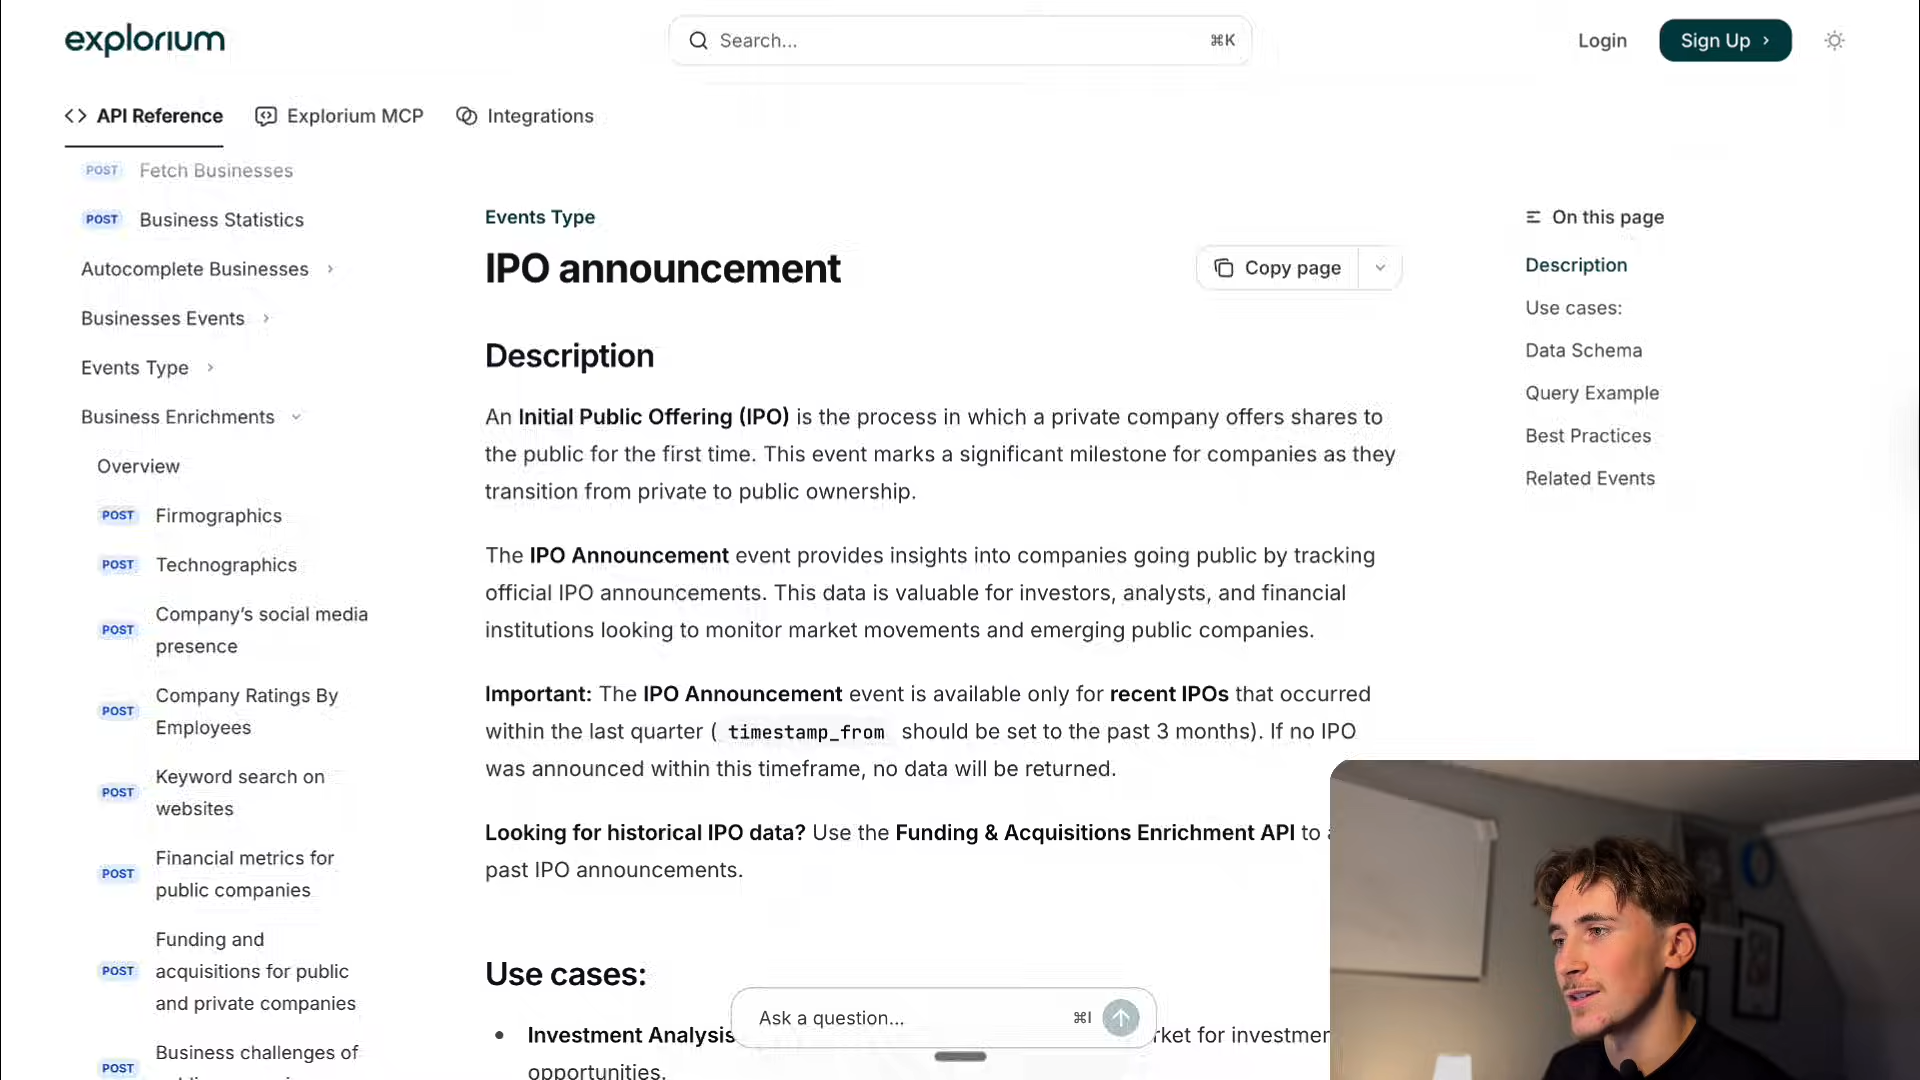 explorium
Search...
⌘K
Login
Sign Up
API Reference
Explorium MCP
Integrations
POST Fetch Businesses
POST Business Statistics
Autocomplete Businesses
Businesses Events
Events Type
Business Enrichments
Overview
POST Firmographics
POST Technographics
POST Company’s social media
presence
POST Company Ratings By
Employees
POST Keyword search on
websites
POST Financial metrics for
public companies
POST Funding and
acquisitions for public
and private companies
POST Business challenges of
Events Type
IPO announcement
Copy page
Description
An Initial Public Offering (IPO) is the process in which a private company offers shares to
the public for the first time. This event marks a significant milestone for companies as they
transition from private to public ownership.
The IPO Announcement event provides insights into companies going public by tracking
official IPO announcements. This data is valuable for investors, analysts, and financial
institutions looking to monitor market movements and emerging public companies.
Important: The IPO Announcement event is available only for recent IPOs that occurred
within the last quarter ( timestamp_from should be set to the past 3 months). If no IPO
was announced within this timeframe, no data will be returned.
Looking for historical IPO data? Use the Funding & Acquisitions Enrichment API to
past IPO announcements.
Use cases:
Investment Analysis
for
opportunities.
Ask a question...
⌘I
On this page
Description
Use cases:
Data Schema
Query Example
Best Practices
Related Events